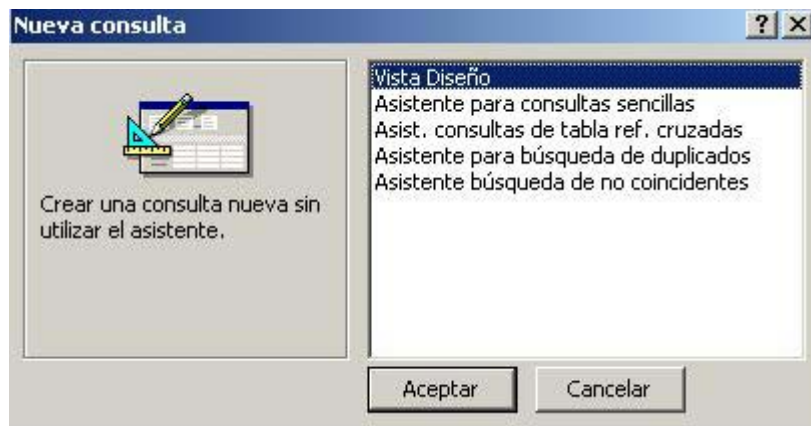 Nueva consulta
Crear una consulta nueva sin
utilizar el asistente.
Vista Diseño
Asistente para consultas sencillas
Asist. consultas de tabla ref. cruzadas
Asistente para búsqueda de duplicados
Asistente búsqueda de no coincidentes
Aceptar
Cancelar